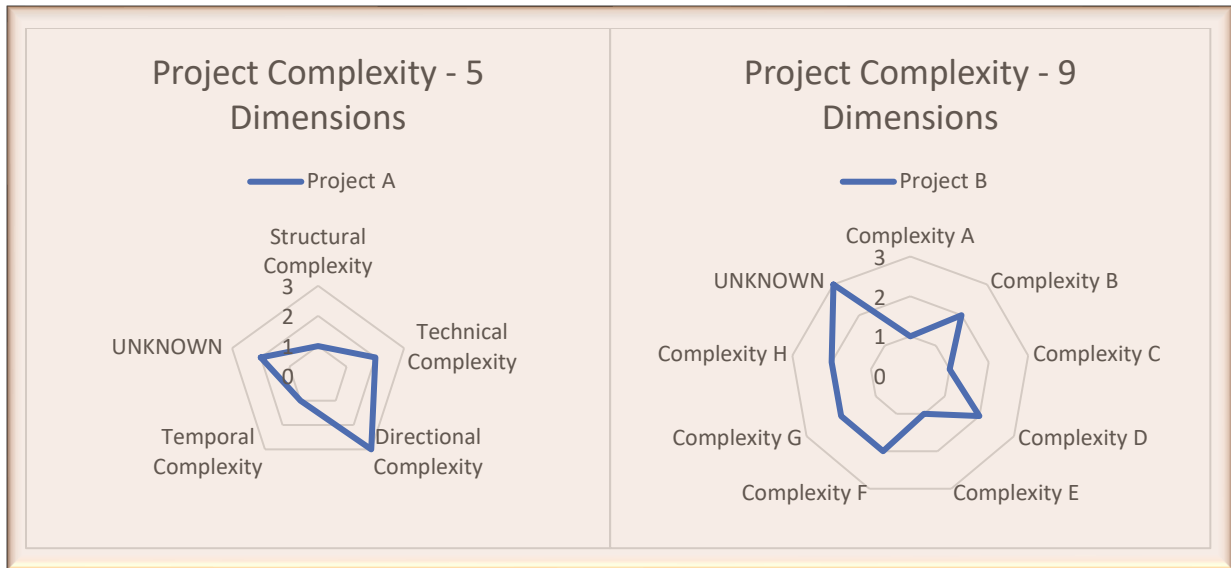 Project Complexity - 5
Dimensions
Project A
Structural
Complexity
3
2
1
0
Technical
Complexity
Directional
Complexity
Temporal
Complexity
UNKNOWN
Project Complexity - 9
Dimensions
Project B
Complexity A
3
2
1
0
Complexity B
Complexity C
Complexity D
Complexity E
Complexity F
Complexity G
Complexity H
UNKNOWN